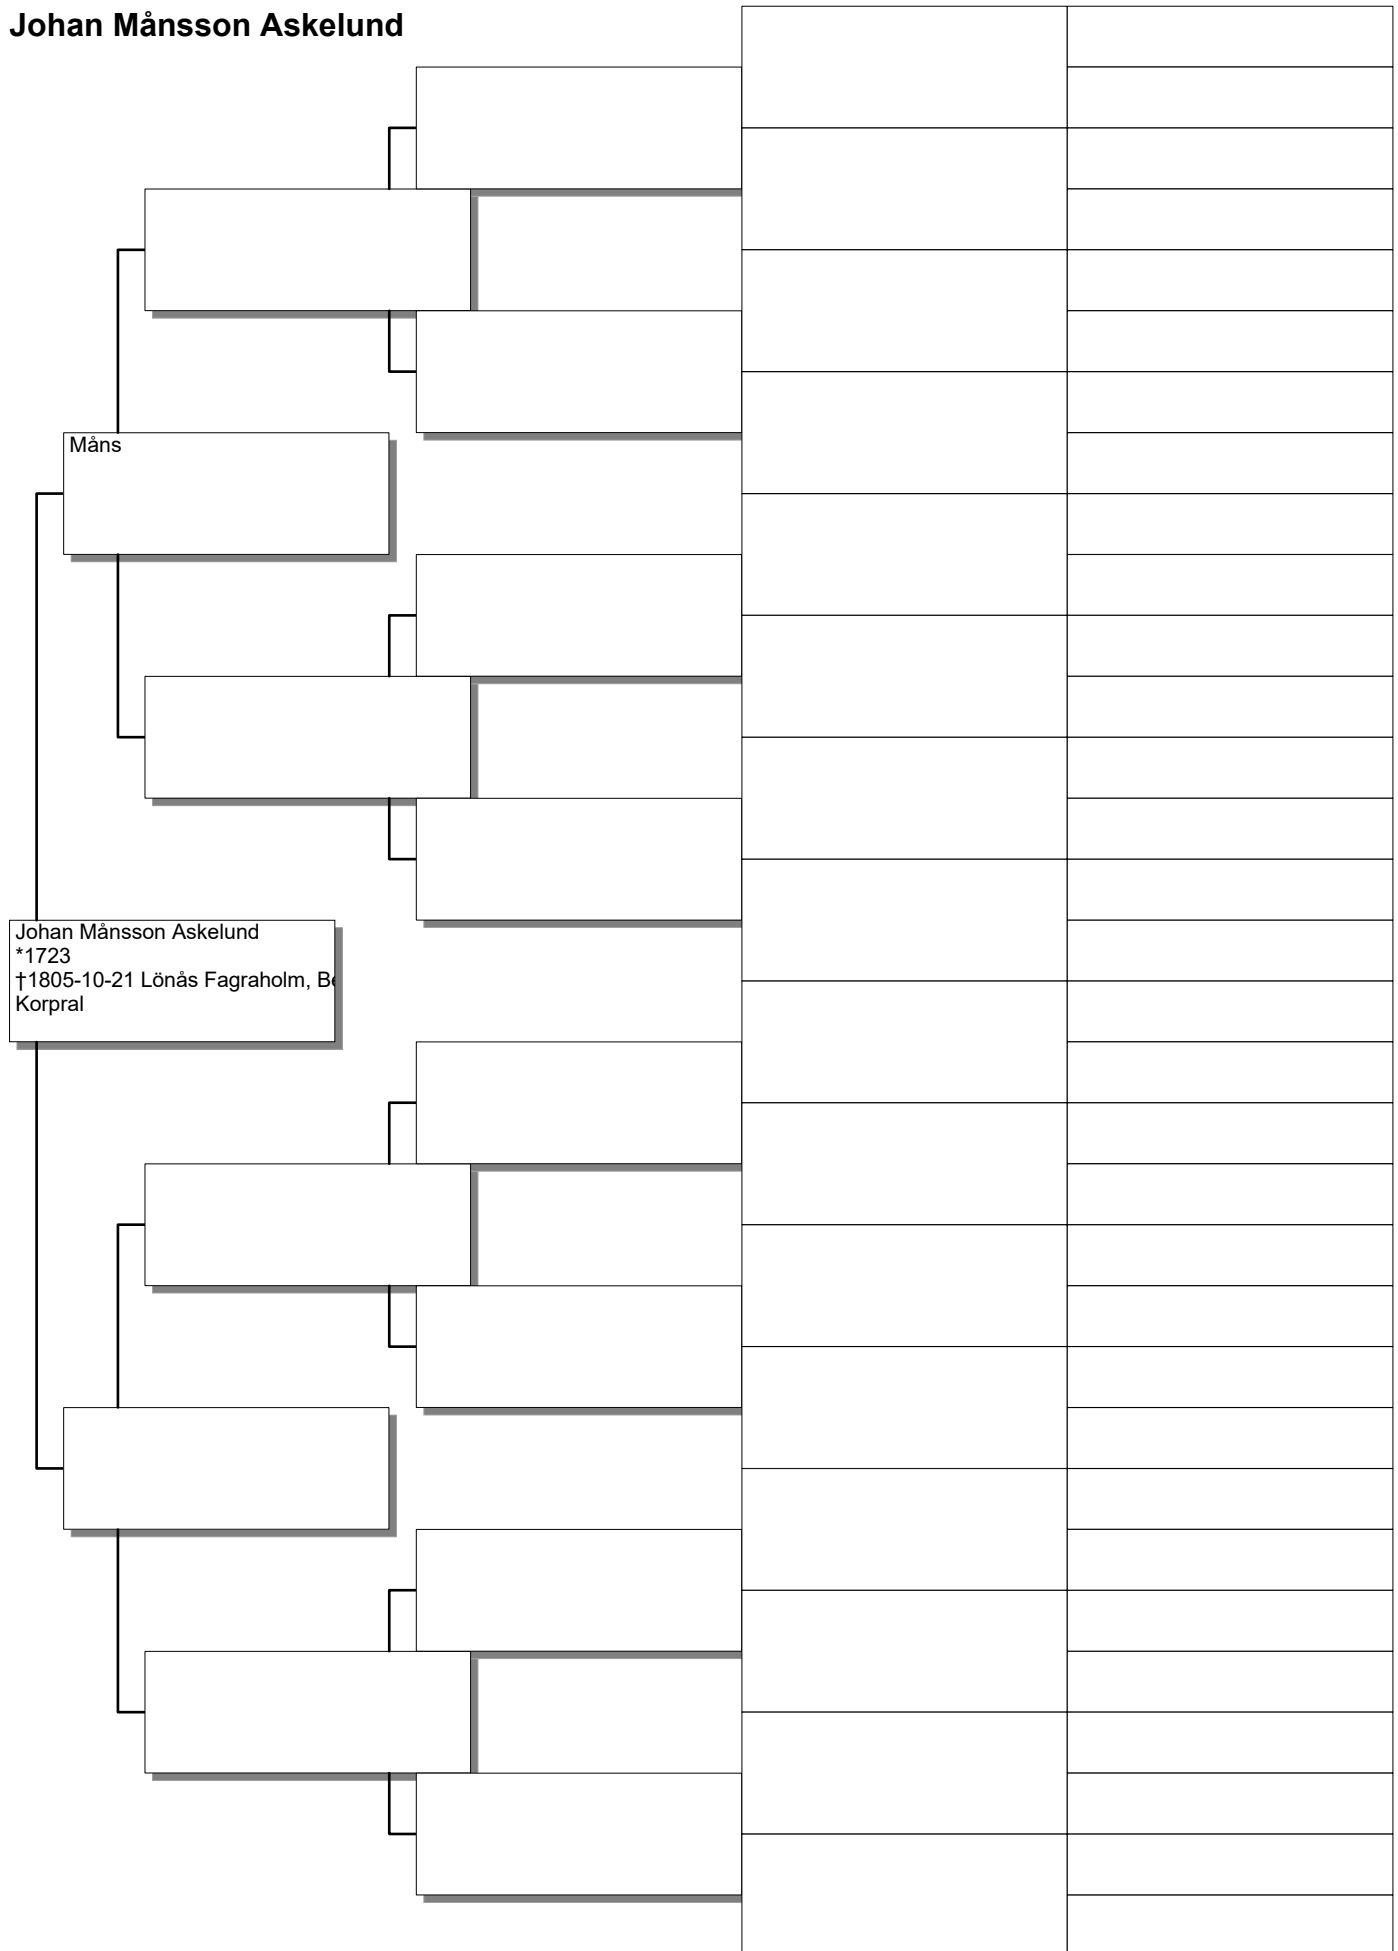 Johan Månsson Askelund
Måns
Johan Månsson Askelund
*1723
†1805-10-21 Lönås Fagraholm,
Korpral